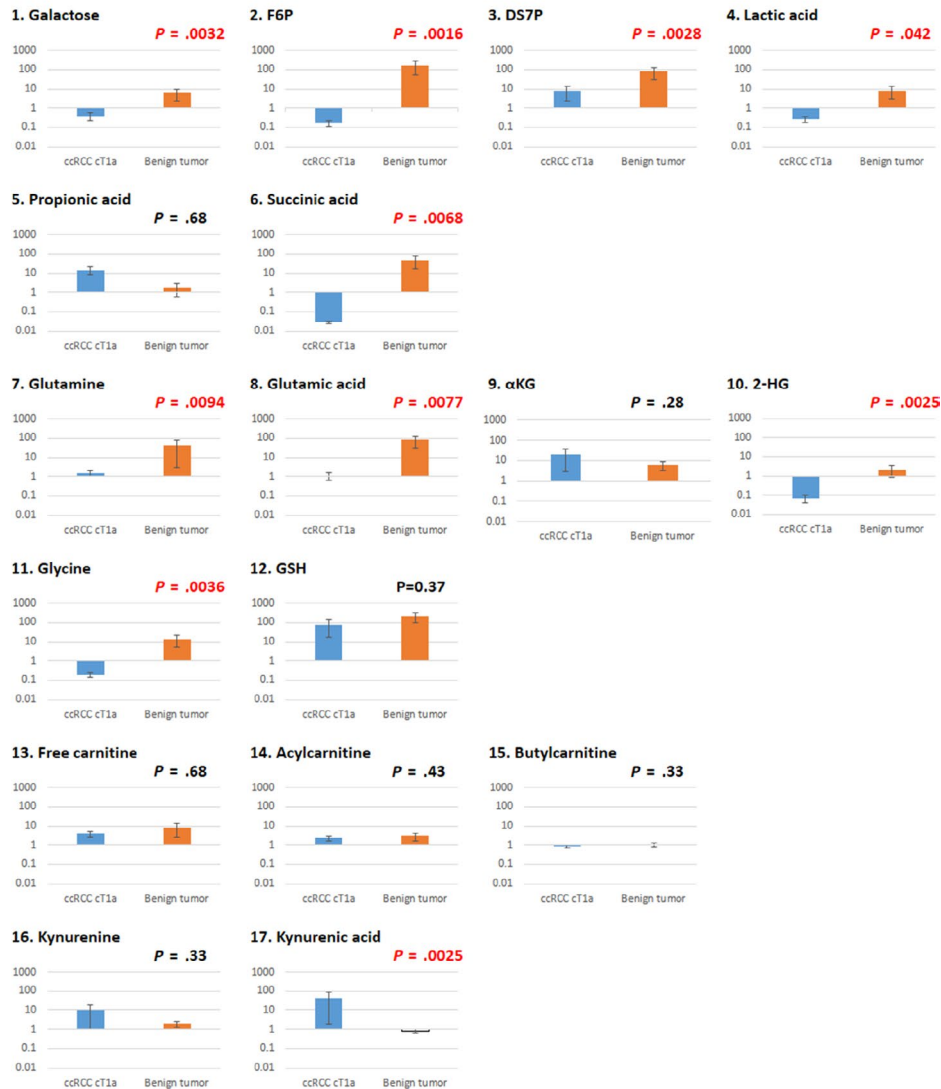 1. Galactose
P = .0032
1000
100
10
1
0.1
0.01
ccRCC cT1a Benign tumor
2. F6P
P = .0016
1000
100
10
1
0.1
0.01
ccRCC cT1a Benign tumor
3. DS7P
P = .0028
1000
100
10
1
0.1
0.01
ccRCC cT1a Benign tumor
4. Lactic acid
P = .042
1000
100
10
1
0.1
0.01
ccRCC cT1a Benign tumor
5. Propionic acid
P = .68
1000
100
10
1
0.1
0.01
ccRCC cT1a Benign tumor
6. Succinic acid
P = .0068
1000
100
10
1
0.1
0.01
ccRCC cT1a Benign tumor
7. Glutamine
P = .0094
1000
100
10
1
0.1
0.01
ccRCC cT1a Benign tumor
8. Glutamic acid
P = .0077
1000
100
10
1
0.1
0.01
ccRCC cT1a Benign tumor
9. αKG
P = .28
1000
100
10
1
0.1
0.01
ccRCC cT1a Benign tumor
10. 2-HG
P = .0025
1000
100
10
1
0.1
0.01
ccRCC cT1a Benign tumor
11. Glycine
P = .0036
1000
100
10
1
0.1
0.01
ccRCC cT1a Benign tumor
12. GSH
P=0.37
1000
100
10
1
0.1
0.01
ccRCC cT1a Benign tumor
13. Free carnitine
P = .68
1000
100
10
1
0.1
0.01
ccRCC cT1a Benign tumor
14. Acylcarnitine
P = .43
1000
100
10
1
0.1
0.01
ccRCC cT1a Benign tumor
15. Butylcarnitine
P = .33
1000
100
10
1
0.1
0.01
ccRCC cT1a Benign tumor
16. Kynurenine
P = .33
1000
100
10
1
0.1
0.01
ccRCC cT1a Benign tumor
17. Kynurenic acid
P = .0025
1000
100
10
1
0.1
0.01
ccRCC cT1a Benign tumor